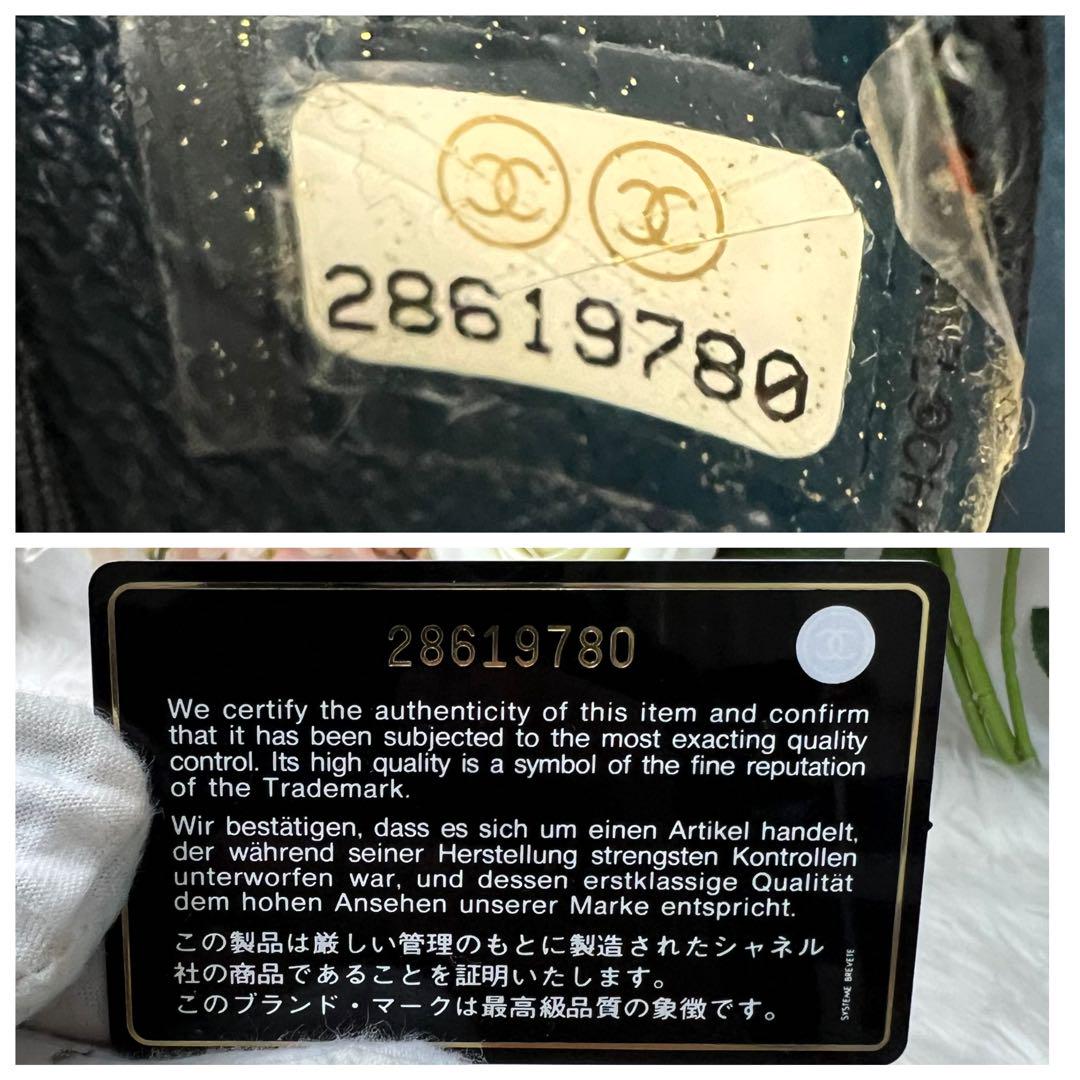 28619780
28619780
We certify the authenticity of this item and confirm
that it has been subjected to the most exacting quality
control. Its high quality is a symbol of the fine reputation
of the Trademark.
Wir bestätigen, dass es sich um einen Artikel handelt,
der während seiner Herstellung strengsten Kontrollen
unterworfen war, und dessen erstklassige Qualität
dem hohen Ansehen unserer Marke entspricht.
この製品は厳しい管理のもとに製造されたシャネル
社の商品であることを証明いたします。
このブランド・マークは最高級品質の象徴です。
SYSTEME BREVETE